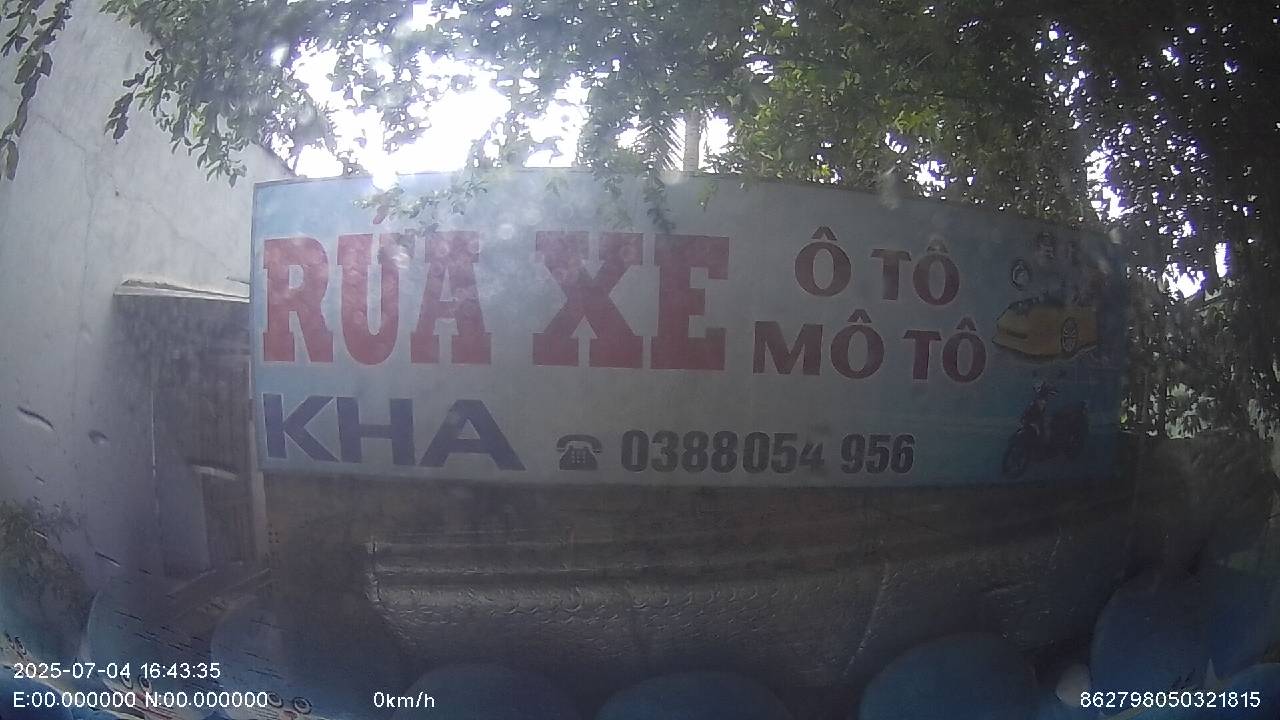 RỬA XE
Ô TÔ
MÔ TÔ
KHA
☎ 0388054 956
2025-07-04 16:43:35
E:00.000000 N:00.000000 0km/h 862798050321815